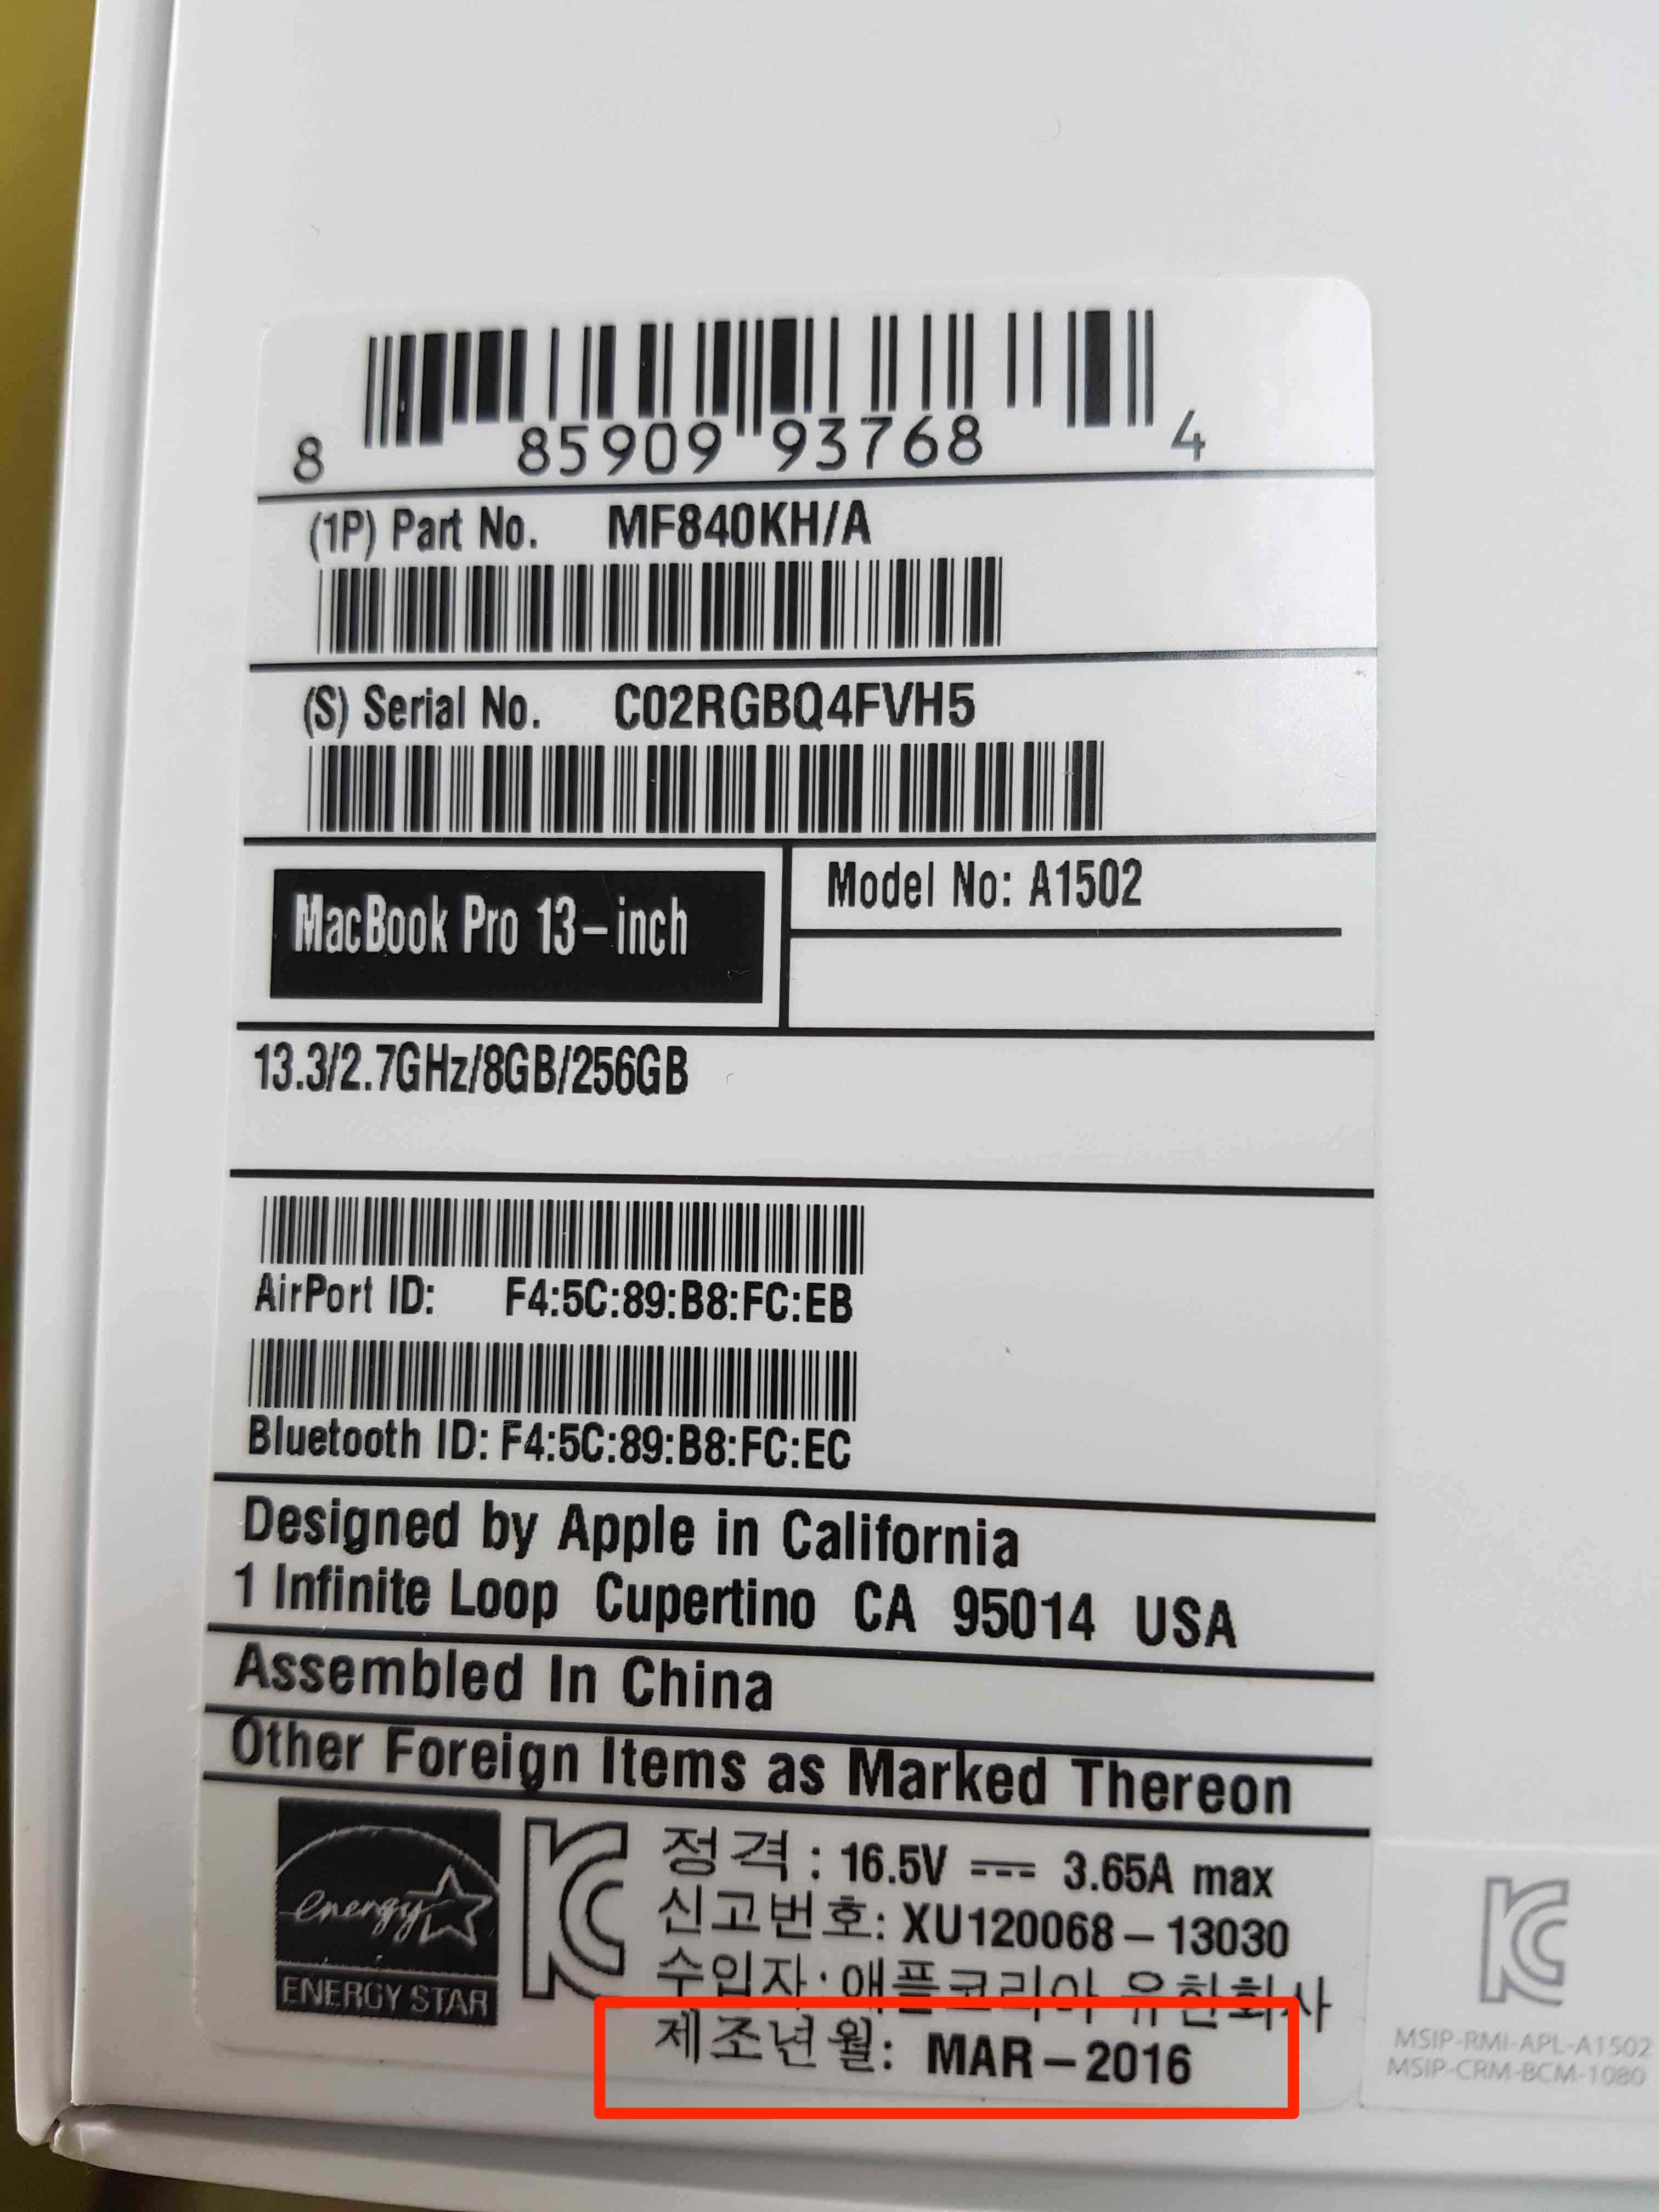 8 85909 93768 4
(1P) Part No. MF840KH/A
(S) Serial No. C02RGBQ4FVH5
MacBook Pro 13-inch
Model No: A1502
13.3/2.7GHz/8GB/256GB
AirPort ID: F4:5C:89:B8:FC:EB
Bluetooth ID: F4:5C:89:B8:FC:EC
Designed by Apple in California
1 Infinite Loop Cupertino CA 95014 USA
Assembled In China
Other Foreign Items as Marked Thereon
energy
ENERGY STAR
정격 : 16.5V 3.65A max
신고번호: XU120068-13030
수입자: 애플코리아 유한회사
제조년월: MAR-2016
MSIP-RMI-APL-A1502
MSIP-CRM-BCM-1080